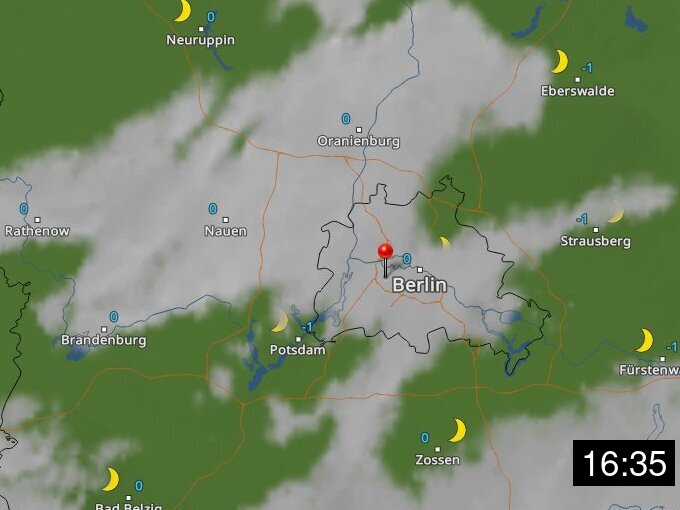 0
Neuruppin
-1
Eberswalde
0
Oranienburg
0
Rathenow
0
Nauen
-1
Strausberg
0
Berlin
0
Brandenburg
-1
Potsdam
-1
Fürstenwa
0
Zossen
16:35
0
Bad Belzig